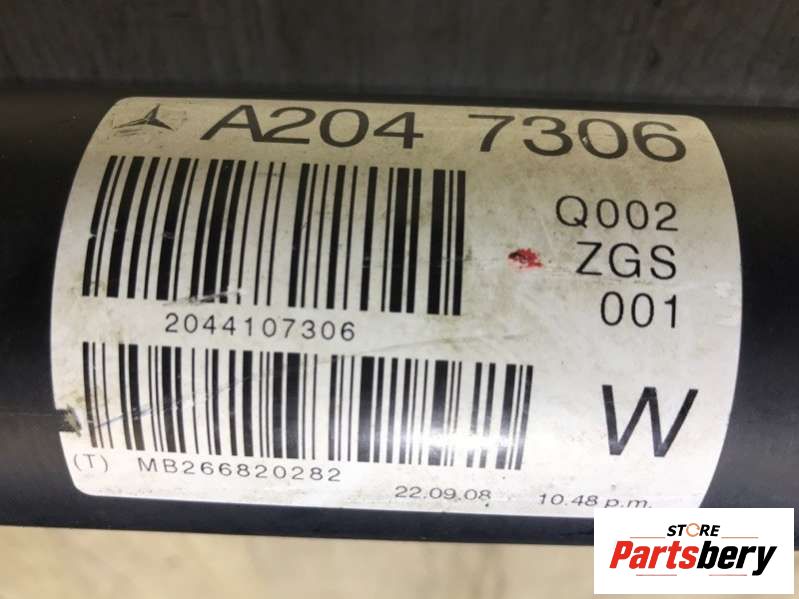 A204 7306
Q002
ZGS
001
2044107306
W
(T) MB266820282
22.09.08 10.48 p.m.
STORE
Partsbery